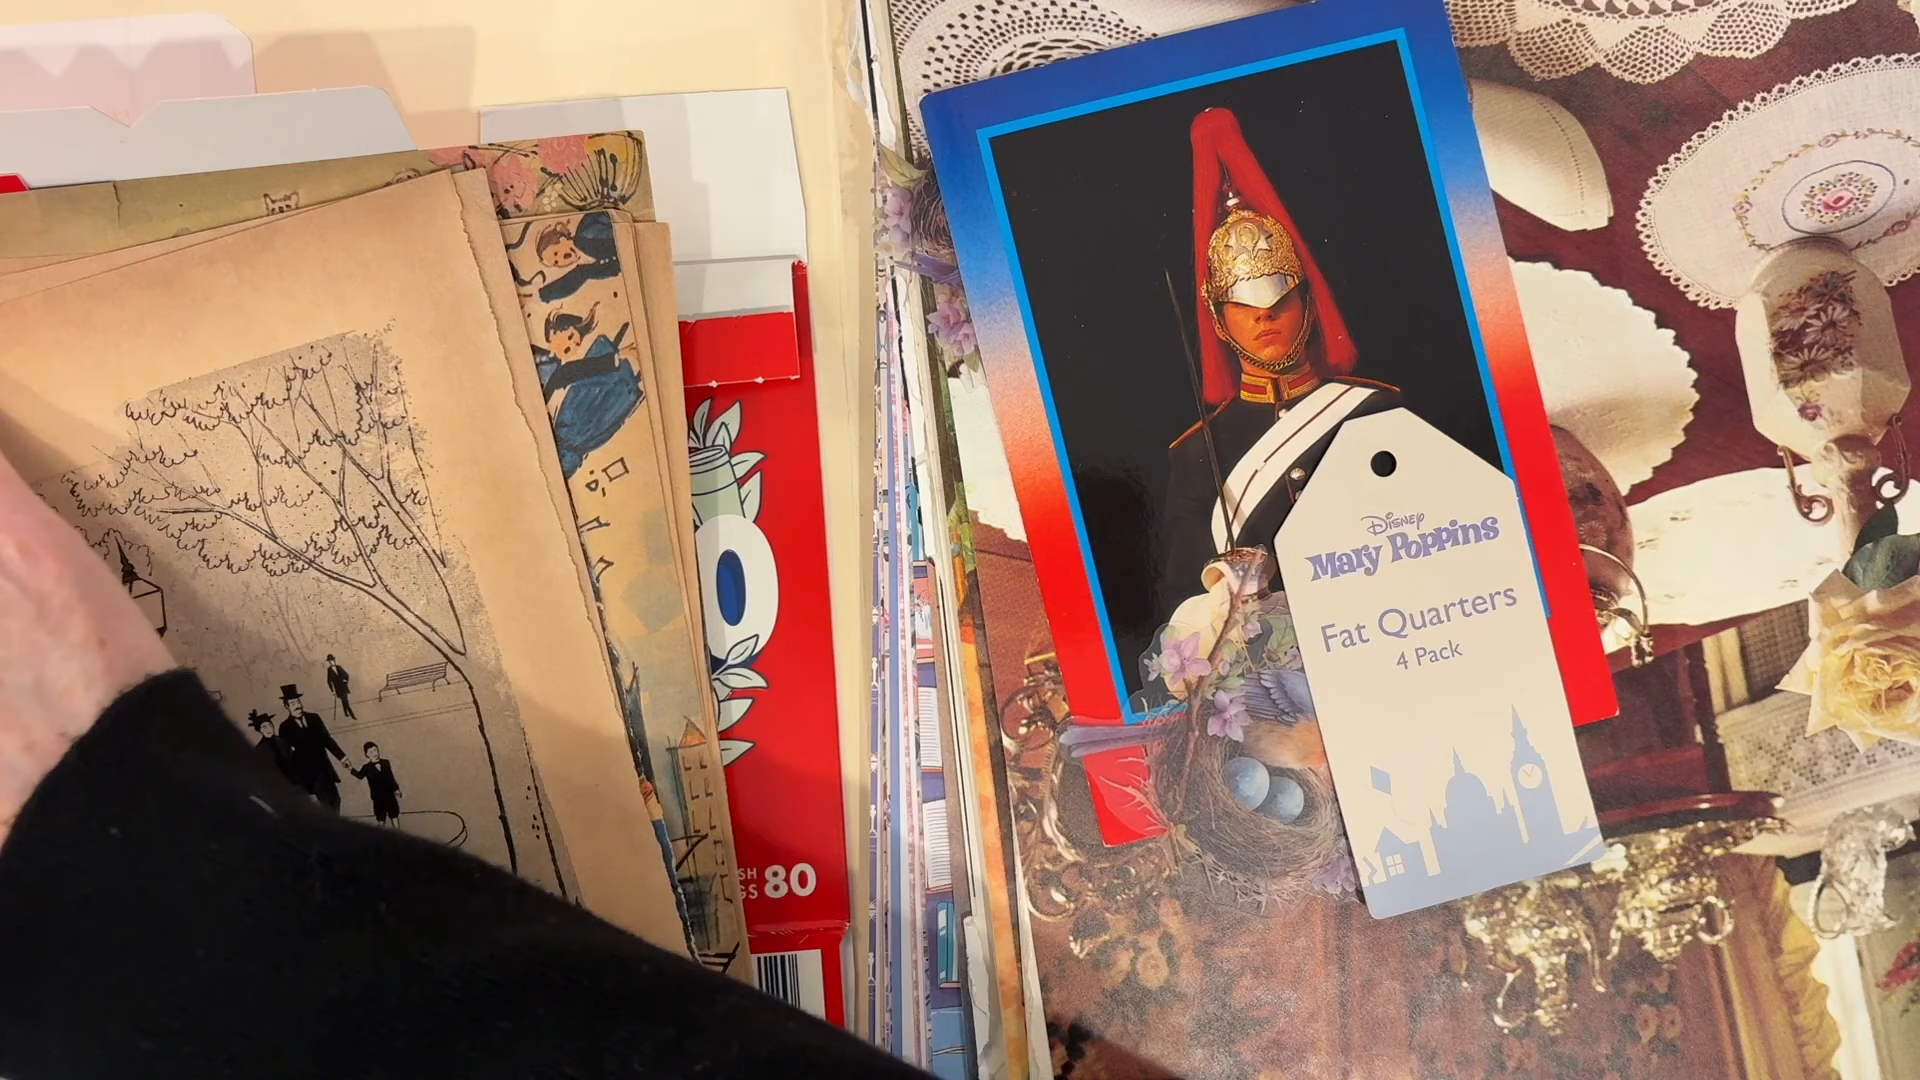 80
DISNEY
Mary Poppins
Fat Quarters
4 Pack